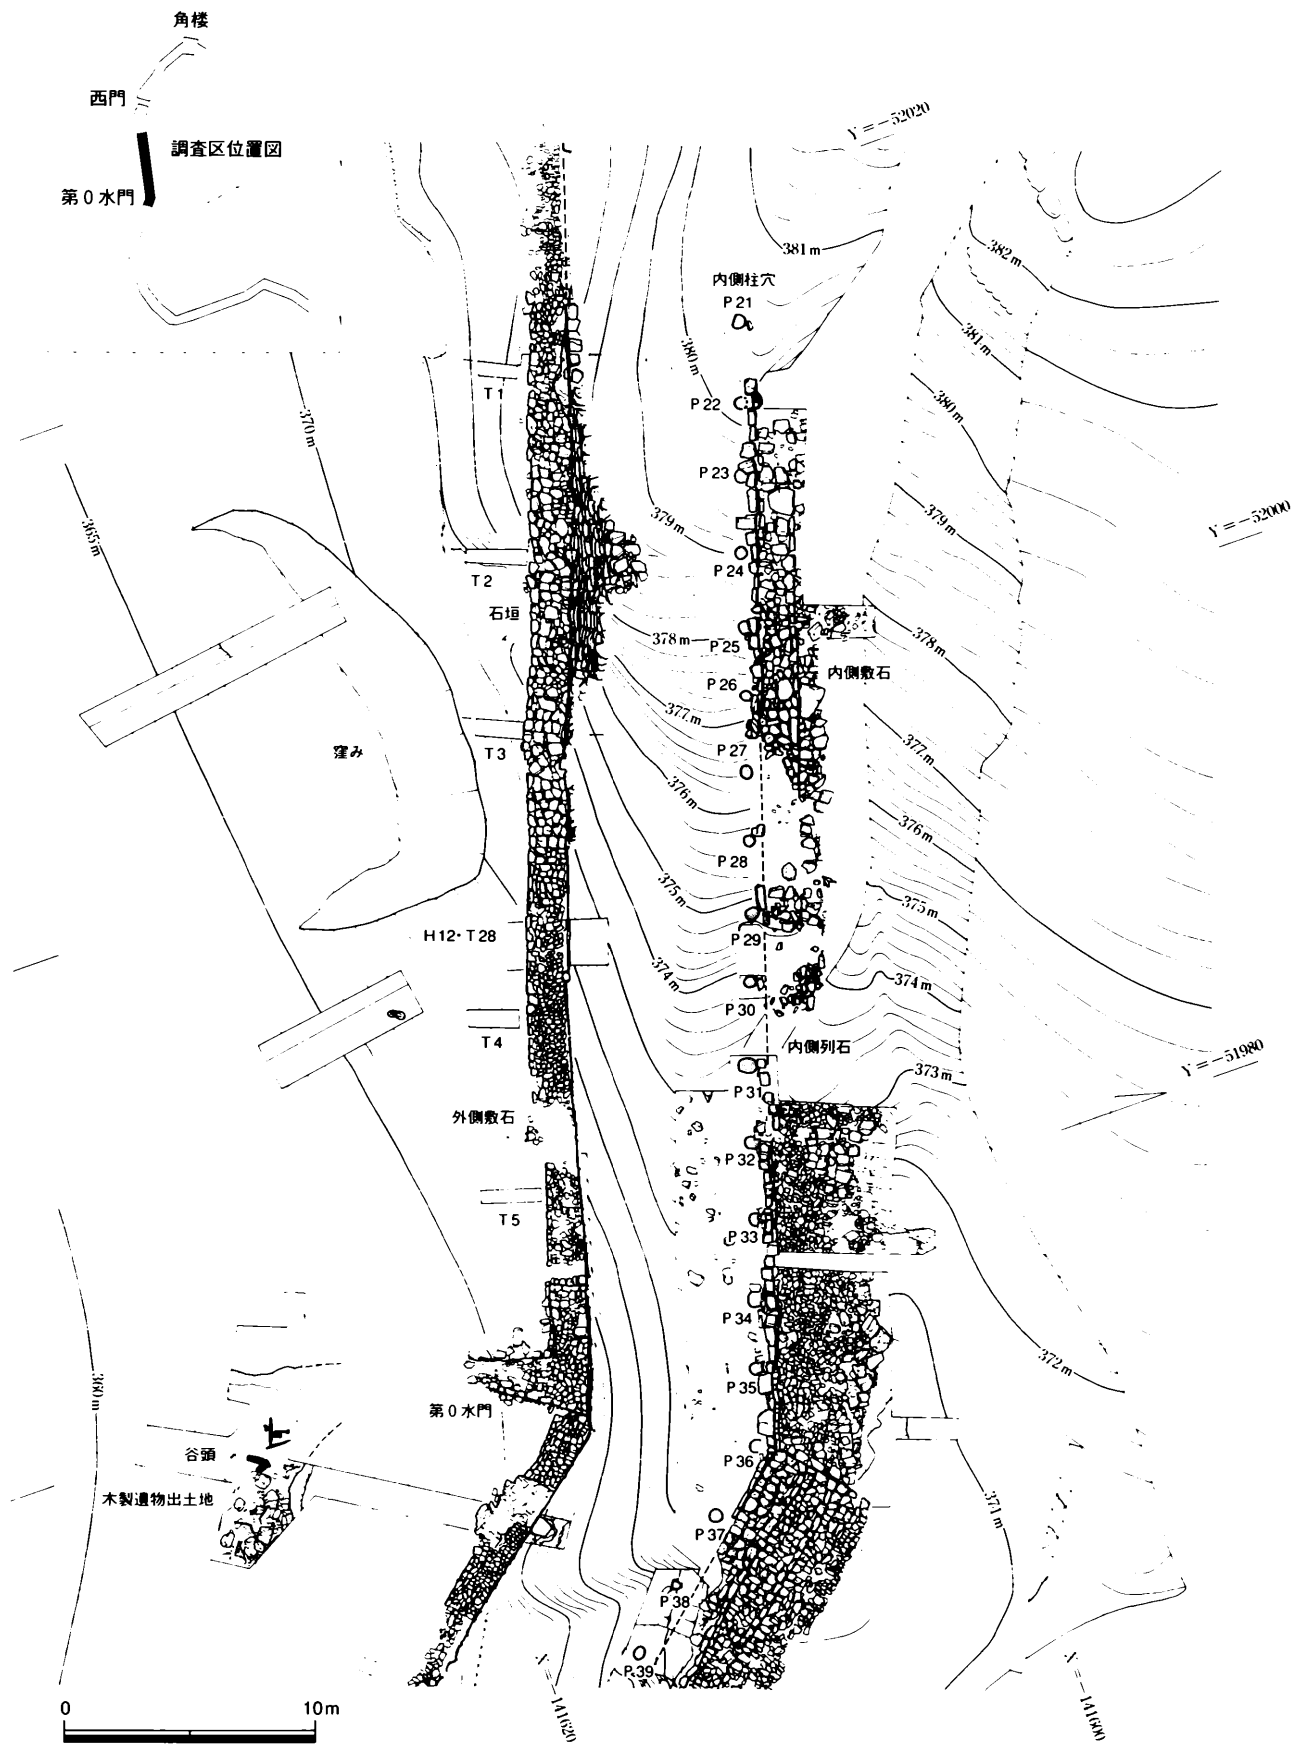 角楼
西門
調査区位置図
第0水門
Y=-52020
381m
382m
内側柱穴
P21
381m
380m
T1
P22
380m
370m
P23
379m
379m
Y=-52000
365m
T2
P24
石垣
378m
P25
378m
内側敷石
P26
377m
T3
P27
377m
窪み
376m
376m
P28
375m
375m
H12・T28
P29
374m
374m
P30
T4
内側列石
Y=-51980
373m
P31
外側敷石
P32
T5
P33
P34
372m
360m
P35
第0水門
谷頭
P36
木製遺物出土地
371m
P37
P38
P39
X=-141620
X=-141600
0
10m